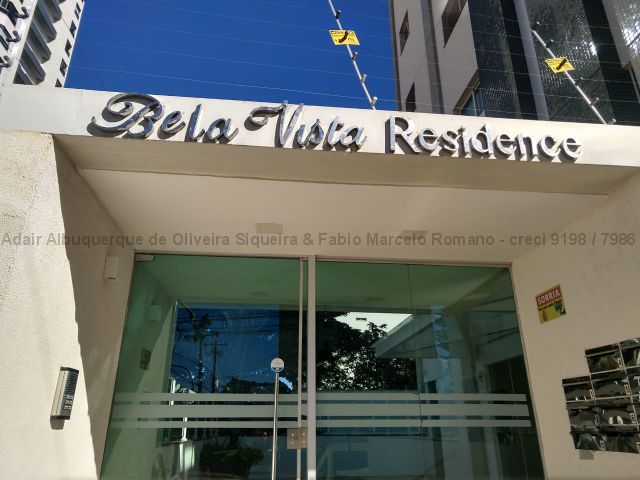 Bela Vista Residence
Adair Albuquerque de Oliveira Siqueira & Fabio Marcelo Romano - creci 9198 / 7986
SORRIA